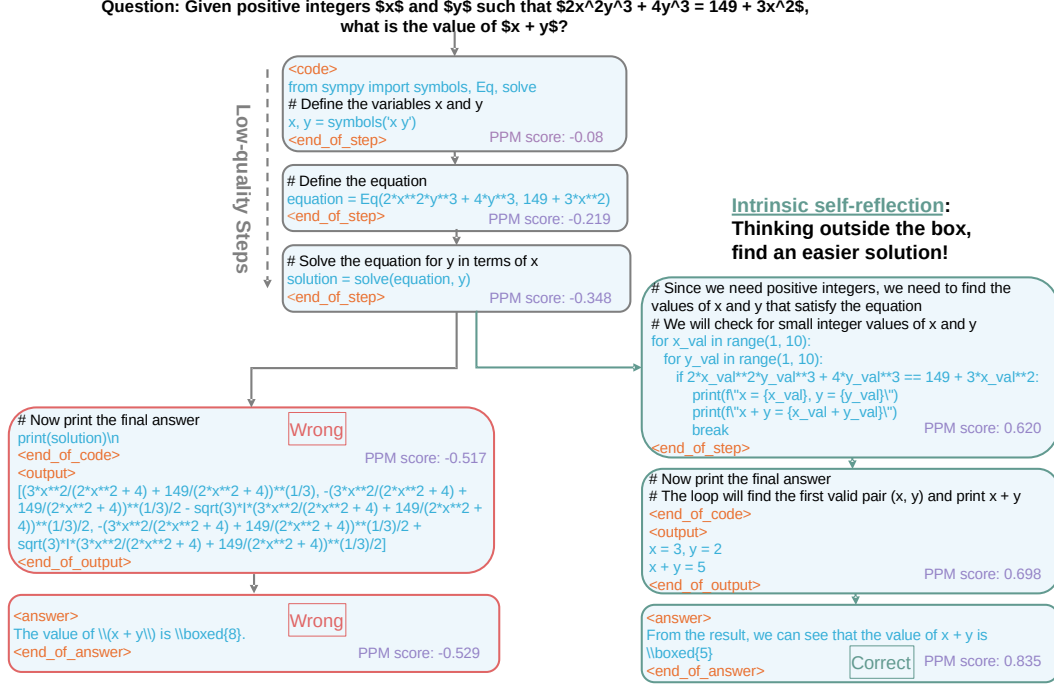 Question: Given positive integers $x$ and $y$ such that $2x^2y^3 + 4y^3 = 149 + 3x^2$,
what is the value of $x + y$?
Low-quality Steps
<code>
from sympy import symbols, Eq, solve
# Define the variables x and y
x, y = symbols('x y')
<end_of_step>
PPM score: -0.08
# Define the equation
equation = Eq(2*x**2*y**3 + 4*y**3, 149 + 3*x**2)
<end_of_step>
PPM score: -0.219
# Solve the equation for y in terms of x
solution = solve(equation, y)
<end_of_step>
PPM score: -0.348
# Now print the final answer
print(solution)\n
<end_of_code>
<output>
[(3*x**2/(2*x**2 + 4) + 149/(2*x**2 + 4))**(1/3), -(3*x**2/(2*x**2 + 4) +
149/(2*x**2 + 4))**(1/3)/2 - sqrt(3)*I*(3*x**2/(2*x**2 + 4) + 149/(2*x**2 +
4))**(1/3)/2, -(3*x**2/(2*x**2 + 4) + 149/(2*x**2 + 4))**(1/3)/2 +
sqrt(3)*I*(3*x**2/(2*x**2 + 4) + 149/(2*x**2 + 4))**(1/3)/2]
<end_of_output>
Wrong
PPM score: -0.517
<answer>
The value of \\(x + y\\) is \\boxed{8}.
<end_of_answer>
Wrong
PPM score: -0.529
Intrinsic self-reflection:
Thinking outside the box,
find an easier solution!
# Since we need positive integers, we need to find the
values of x and y that satisfy the equation
# We will check for small integer values of x and y
for x_val in range(1, 10):
for y_val in range(1, 10):
if 2*x_val**2*y_val**3 + 4*y_val**3 == 149 + 3*x_val**2:
print(f\"x = {x_val}, y = {y_val}\")
print(f\"x + y = {x_val + y_val}\")
break
<end_of_step>
PPM score: 0.620
# Now print the final answer
# The loop will find the first valid pair (x, y) and print x + y
<end_of_code>
<output>
x = 3, y = 2
x + y = 5
<end_of_output>
PPM score: 0.698
<answer>
From the result, we can see that the value of x + y is
\\boxed{5}
<end_of_answer>
Correct
PPM score: 0.835